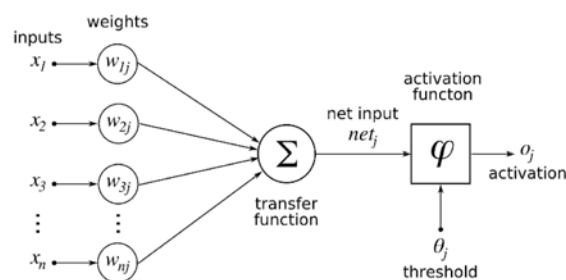 weights
inputs
x1 w1j
x2 w2j
x3 w3j
⋮ ⋮
xn wnj
Σ
transfer
function
net input
netj
activation
functon
φ
oj
activation
θj
threshold